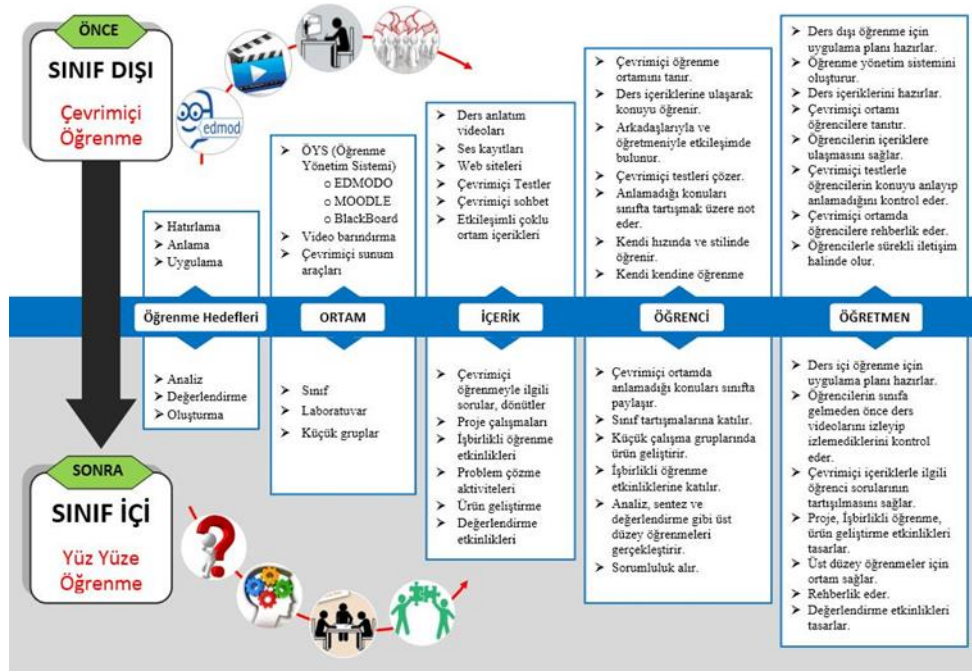 ÖNCE
SINIF DIŞI
Çevrimiçi
Öğrenme
edmod
➤ Hatırlama
➤ Anlama
➤ Uygulama
➤ ÖYS (Öğrenme
Yönetim Sistemi)
o EDMODO
o MOODLE
o BlackBoard
➤ Video barındırma
➤ Çevrimiçi sunum
araçları
➤ Ders anlatım
videoları
➤ Ses kayıtları
➤ Web siteleri
➤ Çevrimiçi Testler
➤ Çevrimiçi sohbet
➤ Etkileşimli çoklu
ortam içerikleri
➤ Çevrimiçi öğrenme
ortamını tanır.
➤ Ders içeriklerine ulaşarak
konuyu öğrenir.
➤ Arkadaşlarıyla ve
öğretmeniyle etkileşimde
bulunur.
➤ Çevrimiçi testleri çözer.
➤ Anlamadığı konuları
sınıfta tartışmak üzere not
eder.
➤ Kendi hızında ve stilinde
öğrenir.
➤ Kendi kendine öğrenme
➤ Ders dışı öğrenme için
uygulama planı hazırlar.
➤ Öğrenme yönetim sistemini
oluşturur.
➤ Ders içeriklerini hazırlar.
➤ Çevrimiçi ortamı
öğrencilere tanıtır.
➤ Öğrencilerin içeriklere
ulaşmasını sağlar.
➤ Çevrimiçi testlerle
öğrencilerin konuyu anlayıp
anlamadığını kontrol eder.
➤ Çevrimiçi ortamda
öğrencilere rehberlik eder.
➤ Öğrencilerle sürekli iletişim
halinde olur.
Öğrenme Hedefleri
ORTAM
İÇERİK
ÖĞRENCİ
ÖĞRETMEN
➤ Analiz
➤ Değerlendirme
➤ Oluşturma
➤ Sınıf
➤ Laboratuvar
➤ Küçük gruplar
➤ Çevrimiçi
öğrenmeyle ilgili
sorular, dönütler
➤ Proje çalışmaları
➤ İşbirlikli öğrenme
etkinlikleri
➤ Problem çözme
aktiviteleri
➤ Ürün geliştirme
➤ Değerlendirme
etkinlikleri
➤ Çevrimiçi ortamda
anlamadığı konuları sınıfta
paylaşır.
➤ Sınıf tartışmalarına katılır.
➤ Küçük çalışma gruplarında
ürün geliştirir.
➤ İşbirlikli öğrenme
etkinliklerine katılır.
➤ Analiz, sentez ve
değerlendirme gibi üst
düzey öğrenmeleri
gerçekleştirir.
➤ Sorumluluk alır.
➤ Ders içi öğrenme için
uygulama planı hazırlar.
➤ Öğrencilerin sınıfa
gelmeden önce ders
videolarını izleyip
izlemediklerini kontrol
eder.
➤ Çevrimiçi içeriklerle ilgili
öğrenci sorularının
tartışılmasını sağlar.
➤ Proje, İşbirlikli öğrenme,
ürün geliştirme etkinlikleri
tasarlar.
➤ Üst düzey öğrenmeler için
ortam sağlar.
➤ Rehberlik eder.
➤ Değerlendirme etkinlikleri
tasarlar.
SONRA
SINIF İÇİ
Yüz Yüze
Öğrenme
?